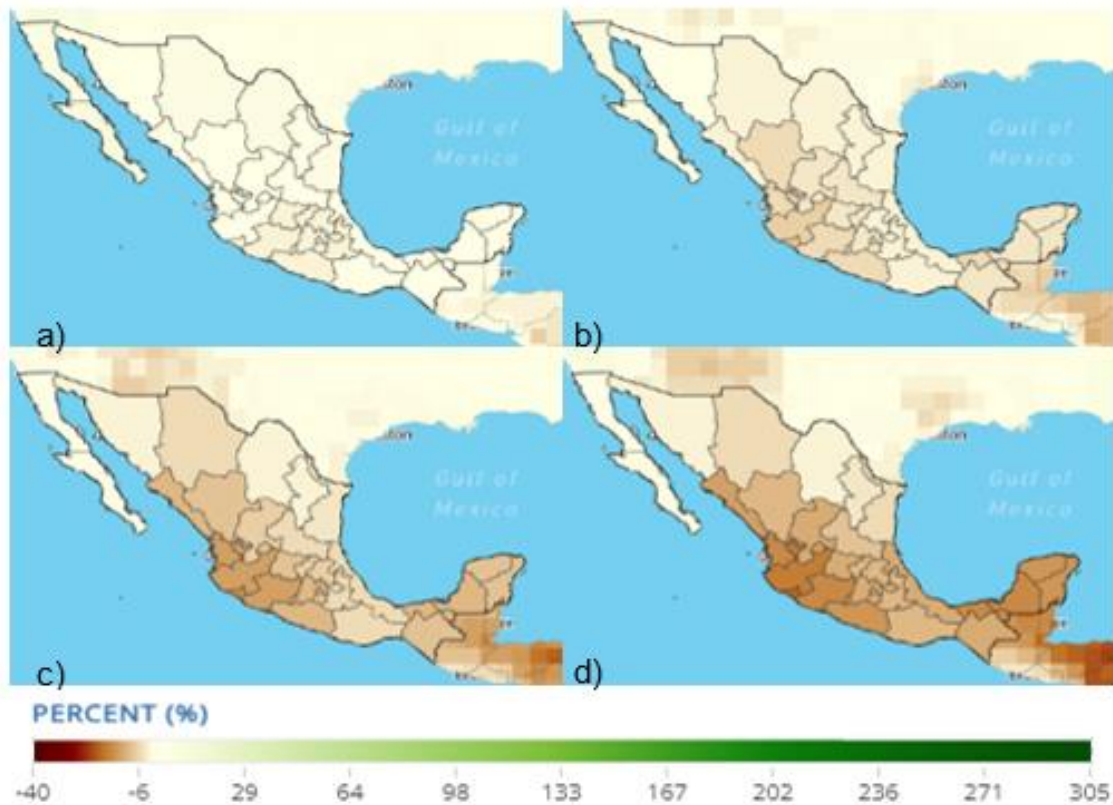 Gulf of
Mexico
a)
Gulf of
Mexico
b)
Gulf of
Mexico
c)
Gulf of
Mexico
d)
PERCENT (%)
-40 -6 29 64 98 133 167 202 236 271 305